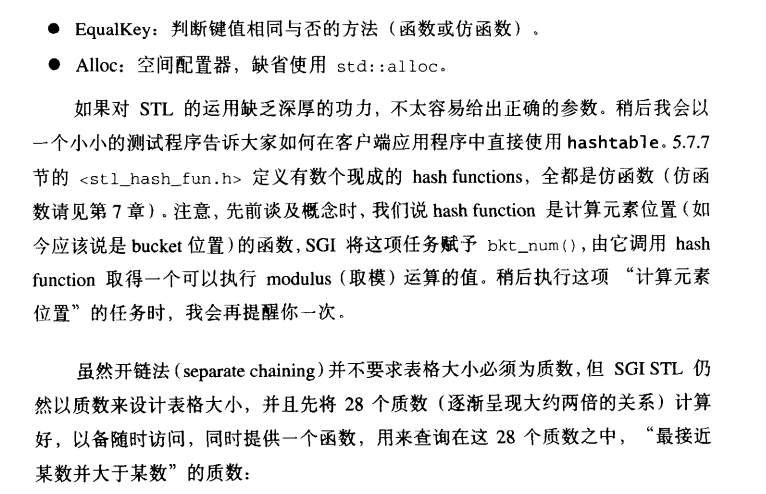 ● EqualKey：判断键值相同与否的方法（函数或仿函数）。
● Alloc：空间配置器，缺省使用 std::alloc。
如果对 STL 的运用缺乏深厚的功力，不太容易给出正确的参数。稍后我会以
一个小小的测试程序告诉大家如何在客户端应用程序中直接使用 hashtable。5.7.7
节的 <stl_hash_fun.h> 定义有数个现成的 hash functions，全都是仿函数（仿函
数请见第 7 章）。注意，先前谈及概念时，我们说 hash function 是计算元素位置（如
今应该说是 bucket 位置）的函数，SGI 将这项任务赋予 bkt_num()，由它调用 hash
function 取得一个可以执行 modulus（取模）运算的值。稍后执行这项 “计算元素
位置”的任务时，我会再提醒你一次。
虽然开链法（separate chaining）并不要求表格大小必须为质数，但 SGI STL 仍
然以质数来设计表格大小，并且先将 28 个质数（逐渐呈现大约两倍的关系）计算
好，以备随时访问，同时提供一个函数，用来查询在这 28 个质数之中，“最接近
某数并大于某数”的质数：